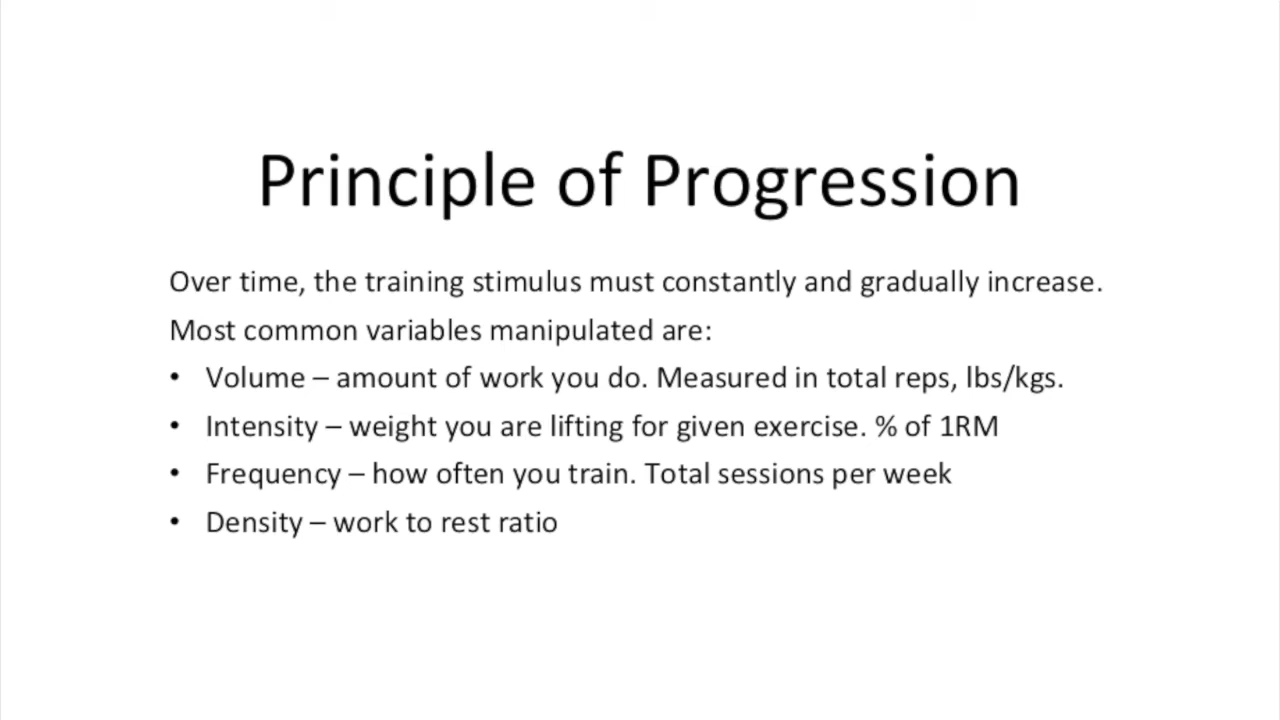 Principle of Progression
Over time, the training stimulus must constantly and gradually increase.
Most common variables manipulated are:
• Volume – amount of work you do. Measured in total reps, lbs/kgs.
• Intensity – weight you are lifting for given exercise. % of 1RM
• Frequency – how often you train. Total sessions per week
• Density – work to rest ratio